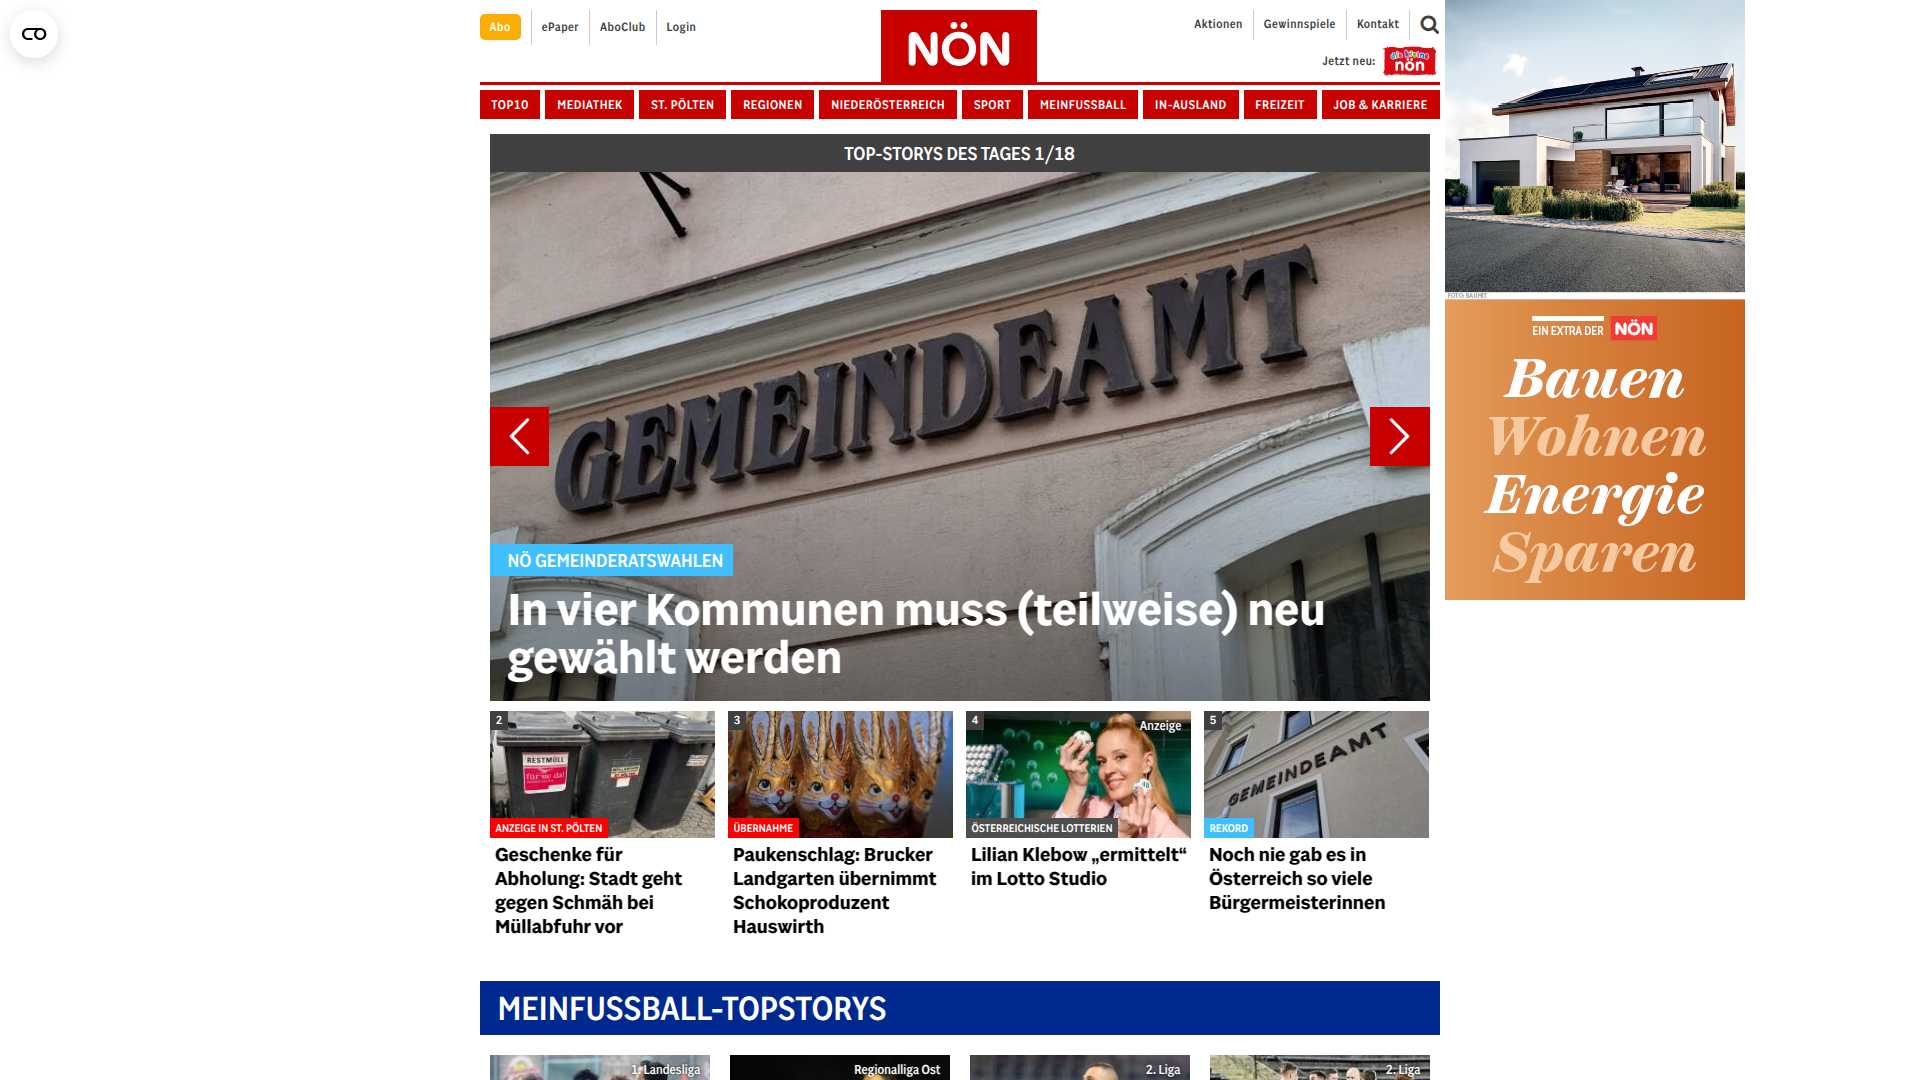 Abo
ePaper
AboClub
Login
NÖN
Aktionen
Gewinnspiele
Kontakt
Jetzt neu:
die kleine
nön
TOP10
MEDIATHEK
ST. PÖLTEN
REGIONEN
NIEDERÖSTERREICH
SPORT
MEINFUSSBALL
IN-AUSLAND
FREIZEIT
JOB & KARRIERE
TOP-STORYS DES TAGES 1/18
GEMEINDEAMT
NÖ GEMEINDERATSWAHLEN
In vier Kommunen muss (teilweise) neu
gewählt werden
FOTO: BAUMIT
EIN EXTRA DER NÖN
Bauen
Wohnen
Energie
Sparen
2
RESTMÜLL
für me da!
ANZEIGE IN ST. PÖLTEN
Geschenke für
Abholung: Stadt geht
gegen Schmäh bei
Müllabfuhr vor
3
ÜBERNAHME
Paukenschlag: Brucker
Landgarten übernimmt
Schokoproduzent
Hauswirth
4
Anzeige
ÖSTERREICHISCHE LOTTERIEN
Lilian Klebow „ermittelt“
im Lotto Studio
5
GEMEINDEAMT
REKORD
Noch nie gab es in
Österreich so viele
Bürgermeisterinnen
MEINFUSSBALL-TOPSTORYS
1. Landesliga
Regionalliga Ost
2. Liga
2. Liga